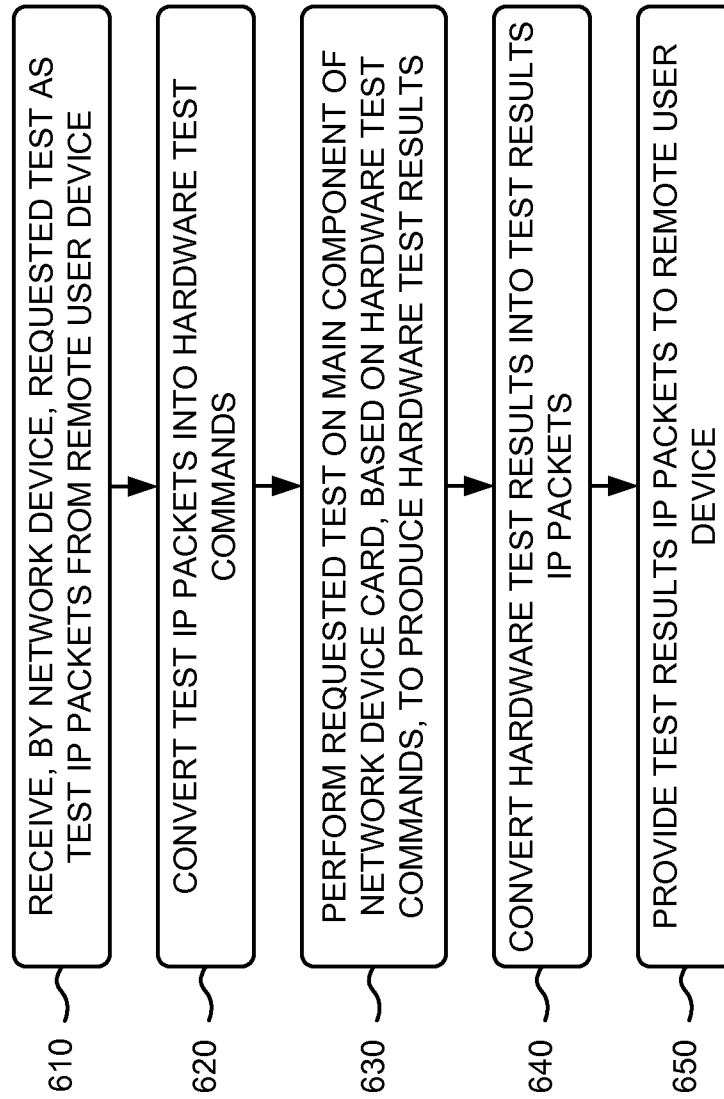 610
RECEIVE, BY NETWORK DEVICE, REQUESTED TEST AS
TEST IP PACKETS FROM REMOTE USER DEVICE
620
CONVERT TEST IP PACKETS INTO HARDWARE TEST
COMMANDS
630
PERFORM REQUESTED TEST ON MAIN COMPONENT OF
NETWORK DEVICE CARD, BASED ON HARDWARE TEST
COMMANDS, TO PRODUCE HARDWARE TEST RESULTS
640
CONVERT HARDWARE TEST RESULTS INTO TEST RESULTS
IP PACKETS
650
PROVIDE TEST RESULTS IP PACKETS TO REMOTE USER
DEVICE